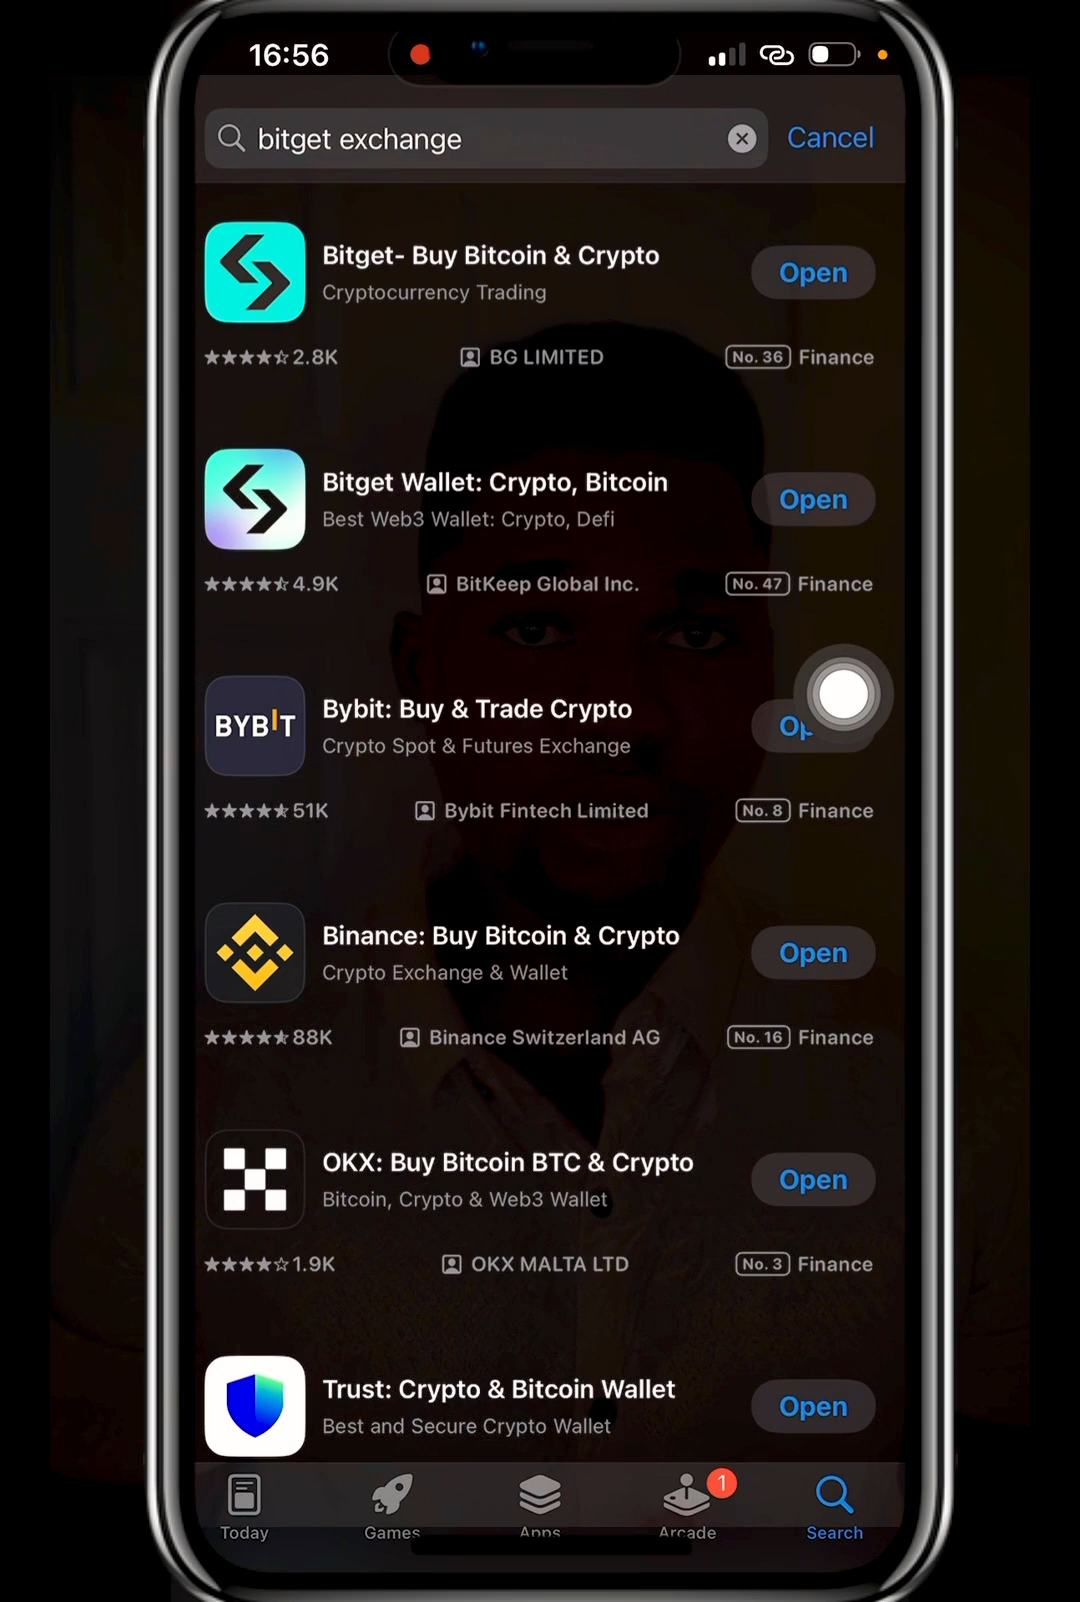 16:56
bitget exchange
Cancel
Bitget- Buy Bitcoin & Crypto
Cryptocurrency Trading
Open
2.8K
BG LIMITED
No. 36 Finance
Bitget Wallet: Crypto, Bitcoin
Best Web3 Wallet: Crypto, Defi
Open
4.9K
BitKeep Global Inc.
No. 47 Finance
BYBIT
Bybit: Buy & Trade Crypto
Crypto Spot & Futures Exchange
Op
51K
Bybit Fintech Limited
No. 8 Finance
Binance: Buy Bitcoin & Crypto
Crypto Exchange & Wallet
Open
88K
Binance Switzerland AG
No. 16 Finance
OKX: Buy Bitcoin BTC & Crypto
Bitcoin, Crypto & Web3 Wallet
Open
1.9K
OKX MALTA LTD
No. 3 Finance
Trust: Crypto & Bitcoin Wallet
Best and Secure Crypto Wallet
Open
1
Today
Games
Apps
Arcade
Search